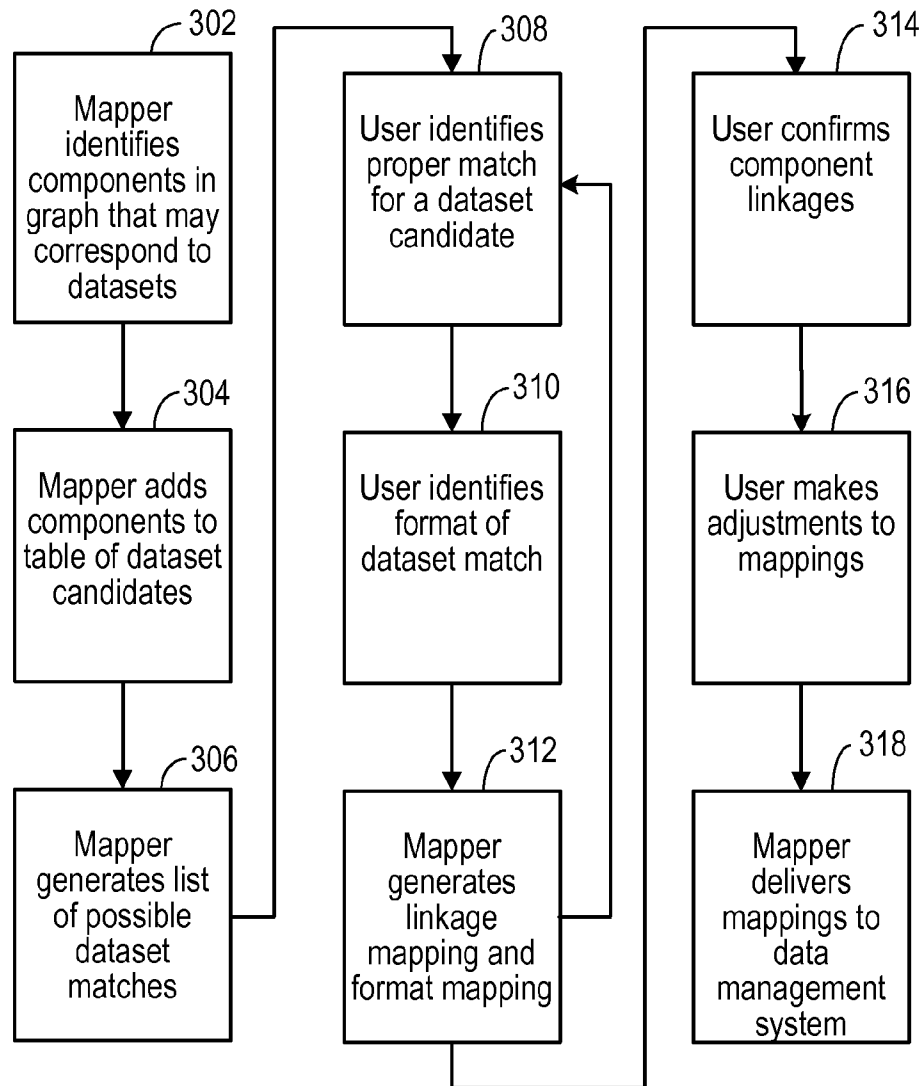 302
Mapper
identifies
components in
graph that may
correspond to
datasets
304
Mapper adds
components to
table of dataset
candidates
306
Mapper
generates list
of possible
dataset
matches
308
User identifies
proper match
for a dataset
candidate
310
User identifies
format of
dataset match
312
Mapper
generates
linkage
mapping and
format mapping
314
User confirms
component
linkages
316
User makes
adjustments to
mappings
318
Mapper
delivers
mappings to
data
management
system